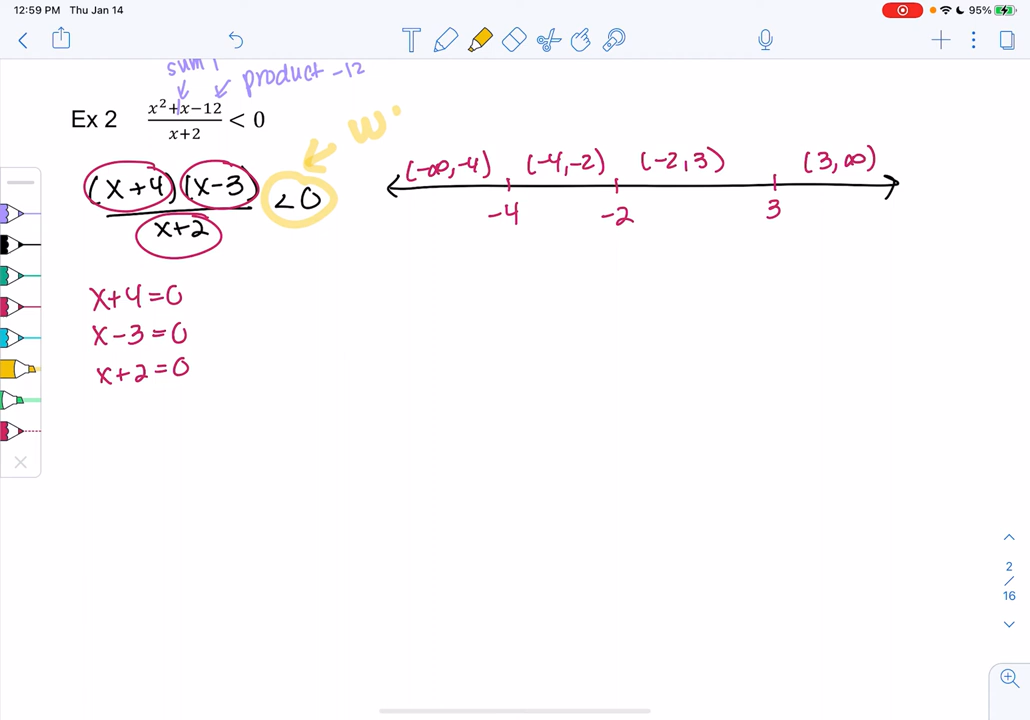 12:59 PM Thu Jan 14
95%
sum 1
product -12
Ex 2 x²+x−12 / x+2 < 0
(x+4)(x-3) / x+2 < 0
w
(-∞,-4) (-4,-2) (-2,3) (3,∞)
-4 -2 3
x+4=0
x-3=0
x+2=0
2
/
16